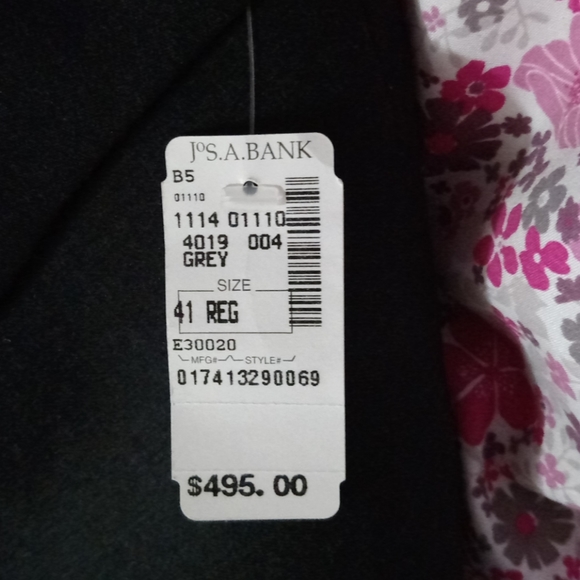 JoS.A.BANK
B5
01110
1114 01110
4019 004
GREY
SIZE
41 REG
E30020
MFG# STYLE#
017413290069
$495.00